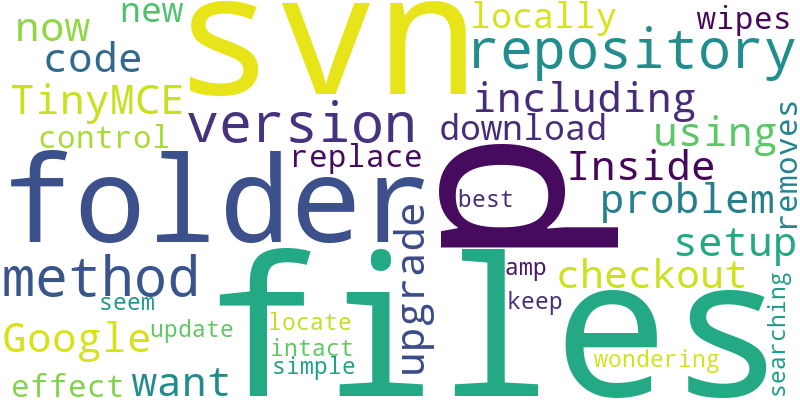 new
svn
locally
wipes
now
code
repository
TinyMCE
including
version
download
using
control
replace
removes
folder
p
Inside
best
problem
method
upgrade
setup
amp
checkout
files
seem
keep
Google
update
locate
searching
intact
wondering
simple
effect
want